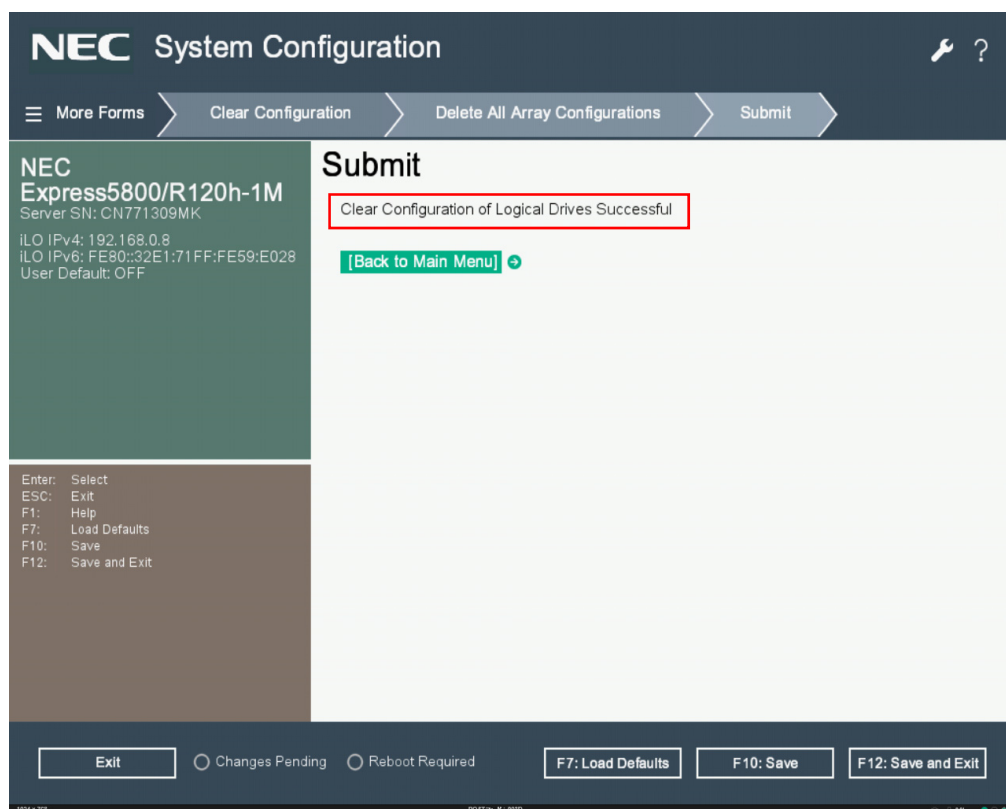 NEC System Configuration
?
More Forms
Clear Configuration
Delete All Array Configurations
Submit
NEC
Express5800/R120h-1M
Server SN: CN771309MK
iLO IPv4: 192.168.0.8
iLO IPv6: FE80::32E1:71FF:FE59:E028
User Default: OFF
Submit
Clear Configuration of Logical Drives Successful
[Back to Main Menu]
Enter: Select
ESC: Exit
F1: Help
F7: Load Defaults
F10: Save
F12: Save and Exit
Exit
Changes Pending
Reboot Required
F7: Load Defaults
F10: Save
F12: Save and Exit